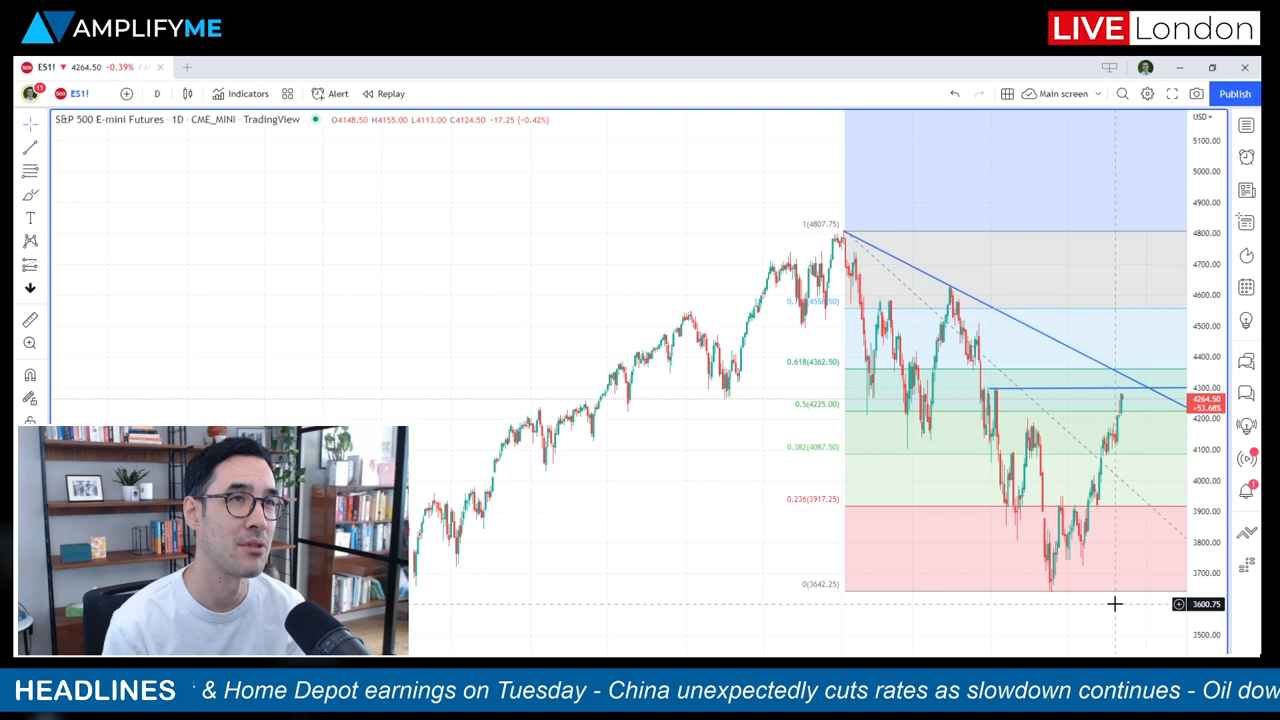 AMPLIFYME
LIVE London
ES1! ▼ 4264.50 -0.39% /
11
500 ES1!
D
Indicators
Alert
Replay
Main screen
Publish
S&P 500 E-mini Futures · 1D · CME_MINI · TradingView
O4148.50 H4155.00 L4113.00 C4124.50 -17.25 (-0.42%)
USD
5100.00
5000.00
4900.00
4800.00
4700.00
4600.00
4500.00
4400.00
4300.00
4264.50
+53.68%
4200.00
4100.00
4000.00
3900.00
3800.00
3700.00
3600.75
3500.00
1(4807.75)
0.618(4362.50)
0.5(4225.00)
0.382(4087.50)
0.236(3917.25)
0(3642.25)
T
1
HEADLINES & Home Depot earnings on Tuesday - China unexpectedly cuts rates as slowdown continues - Oil dow